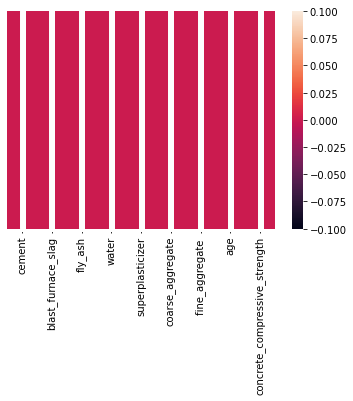 cement
blast_furnace_slag
fly_ash
water
superplasticizer
coarse_aggregate
fine_aggregate
age
concrete_compressive_strength
0.100
0.075
0.050
0.025
0.000
−0.025
−0.050
−0.075
−0.100